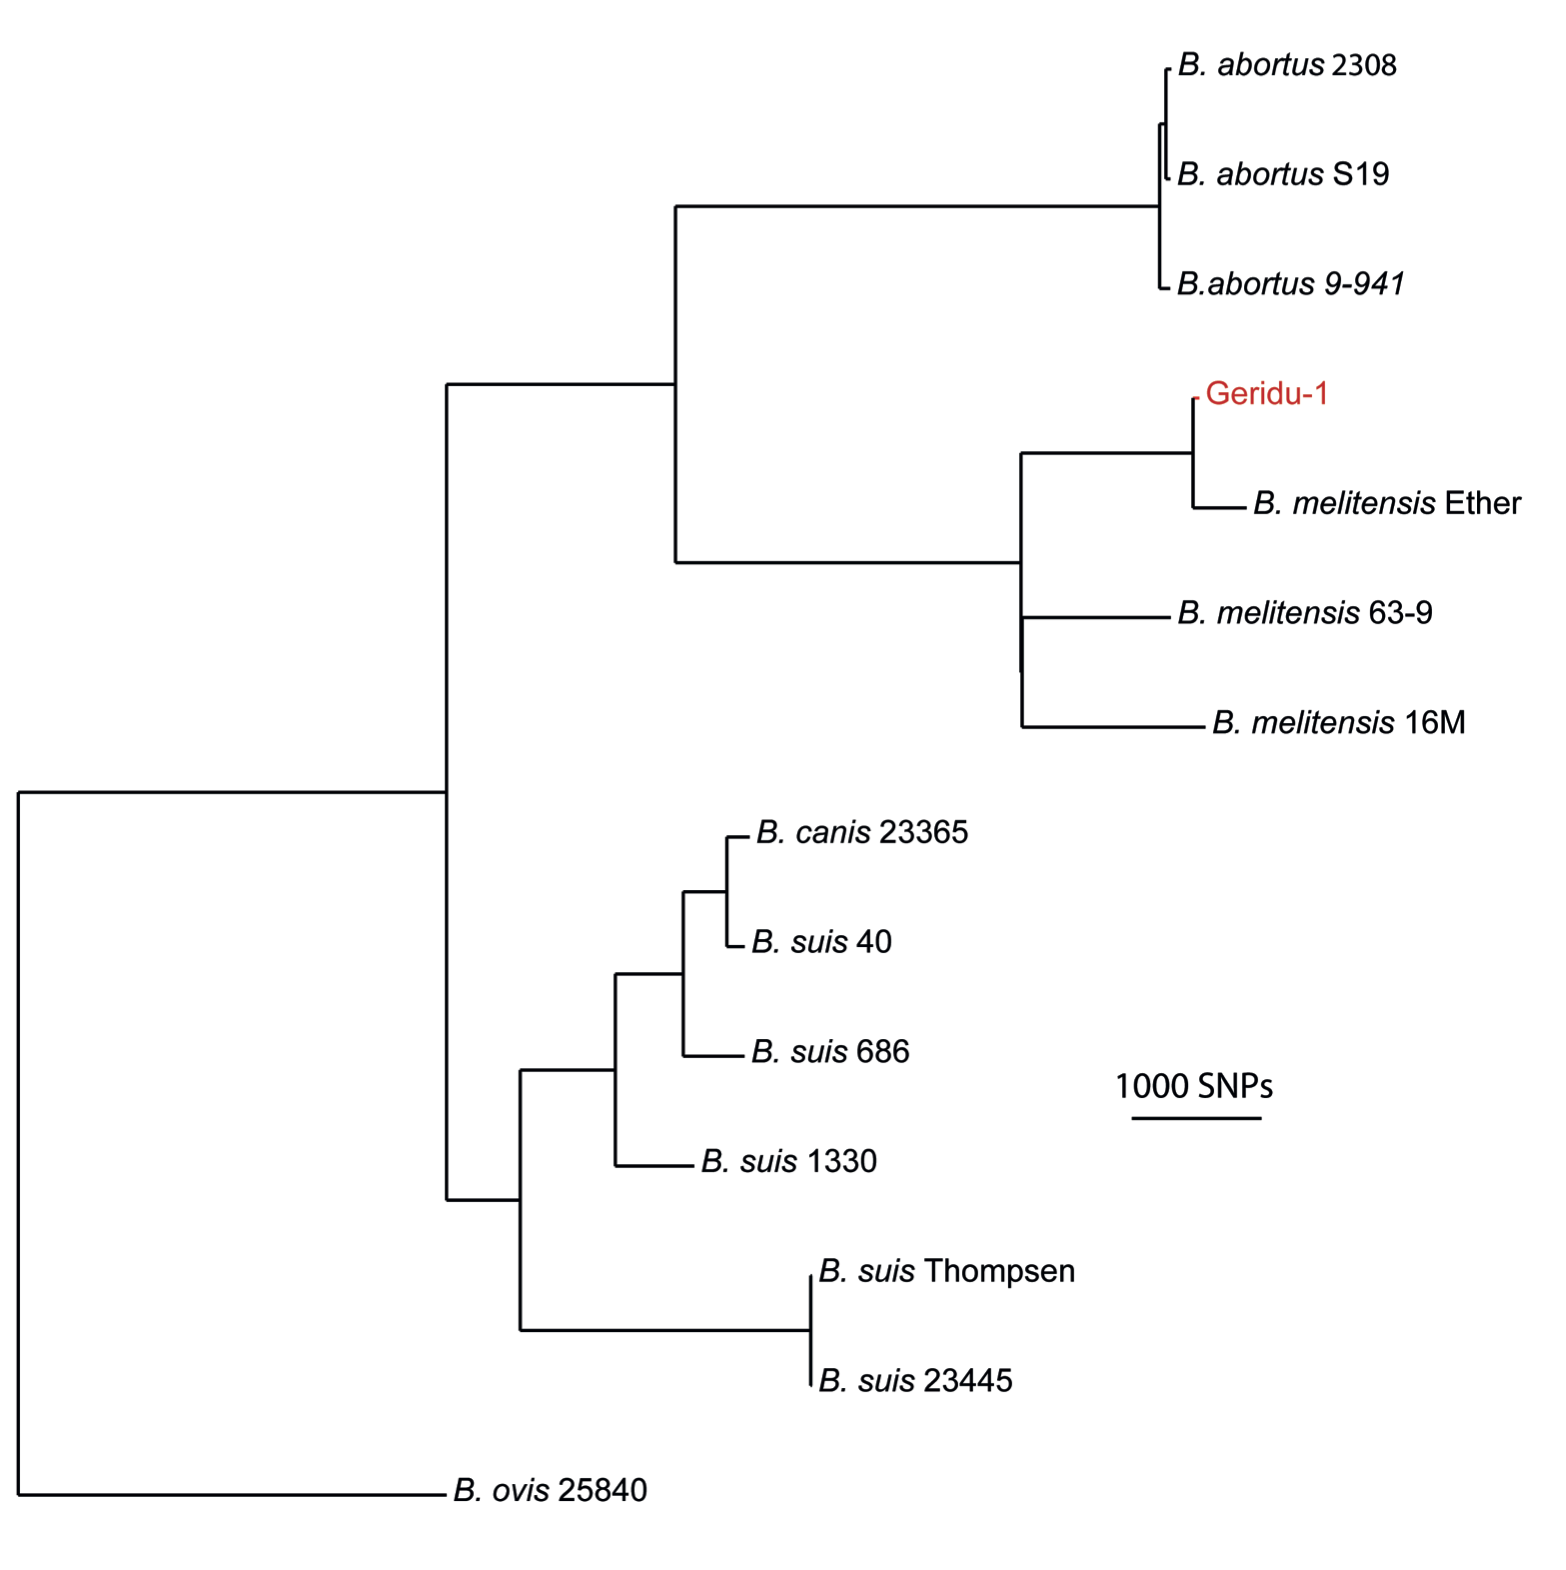 B. abortus 2308
B. abortus S19
B.abortus 9-941
Geridu-1
B. melitensis Ether
B. melitensis 63-9
B. melitensis 16M
B. canis 23365
B. suis 40
B. suis 686
1000 SNPs
B. suis 1330
B. suis Thompsen
B. suis 23445
B. ovis 25840